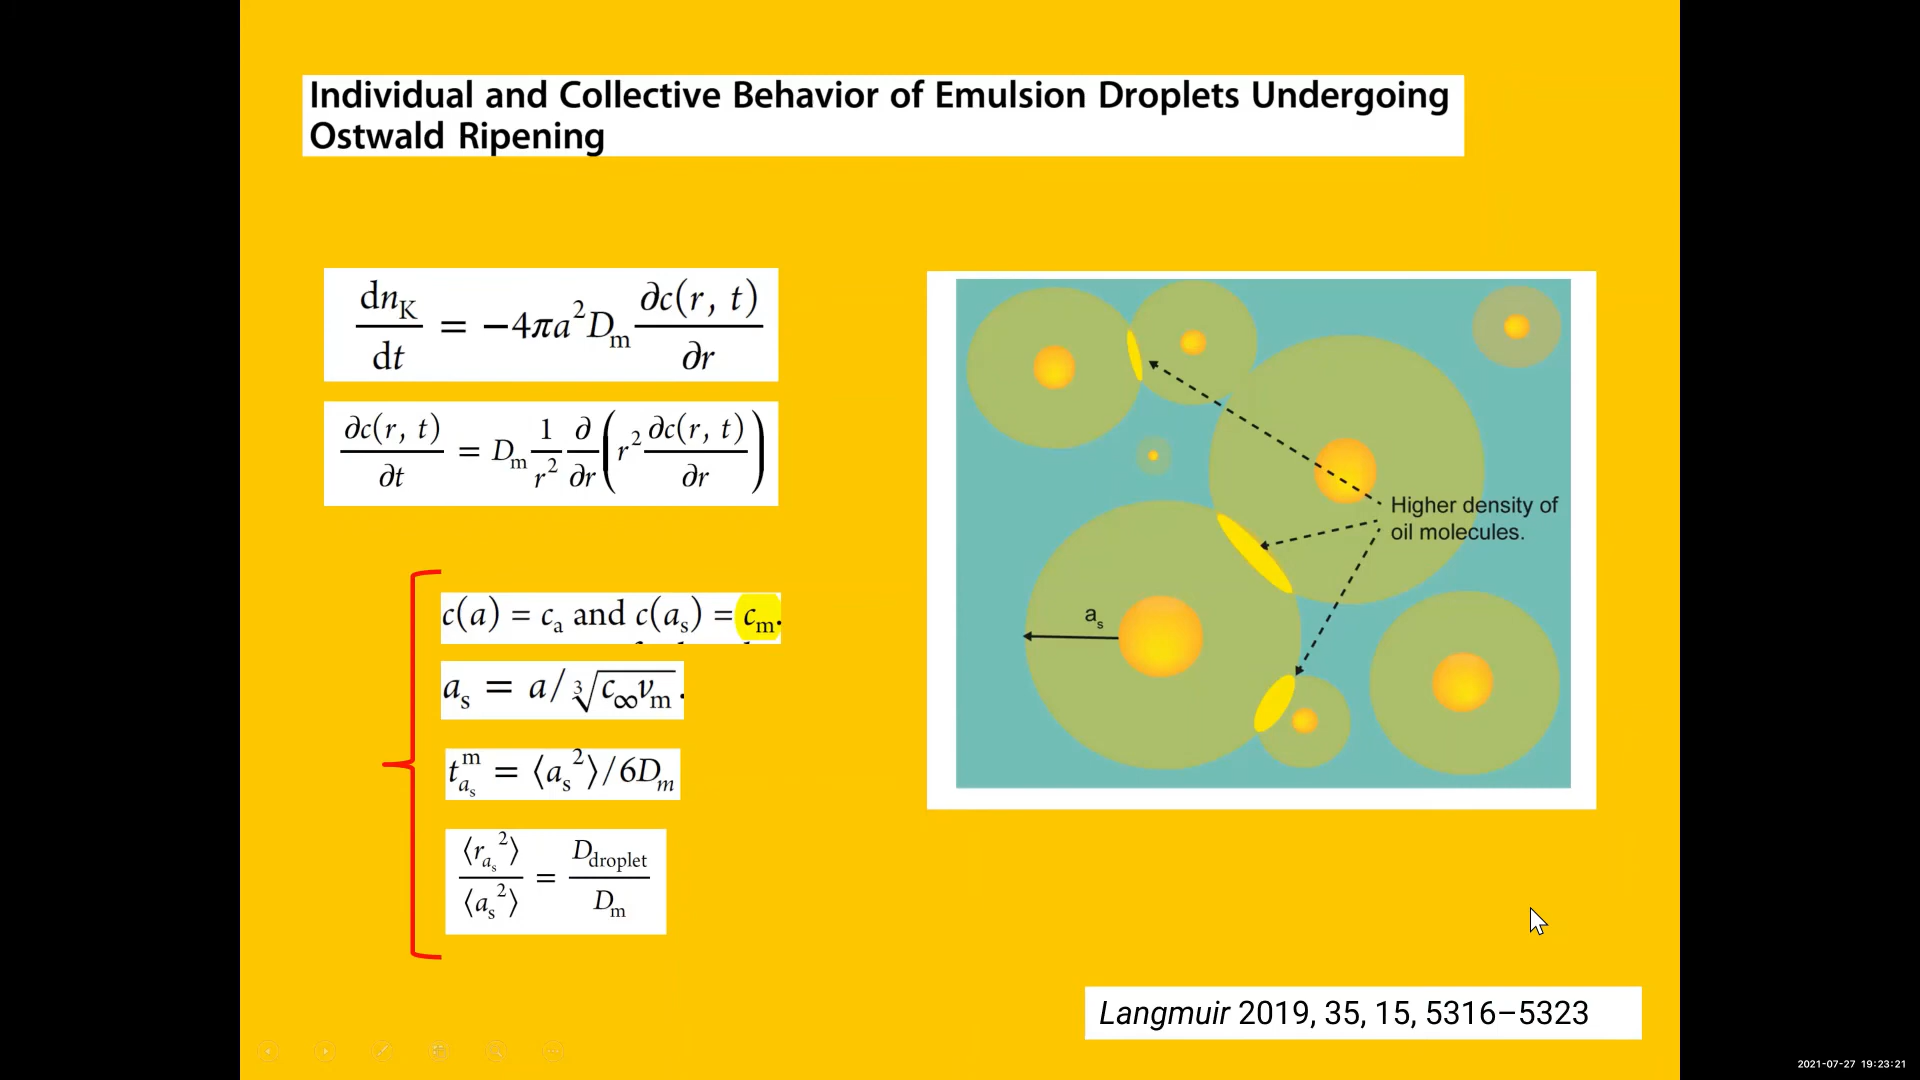 Individual and Collective Behavior of Emulsion Droplets Undergoing
Ostwald Ripening
dn_K/dt = −4πa²D_m ∂c(r, t)/∂r
∂c(r, t)/∂t = D_m 1/r² ∂/∂r (r² ∂c(r, t)/∂r)
c(a) = c_a and c(a_s) = c_m.
a_s = a/∛(c_∞v_m).
t_{a_s}^m = ⟨a_s²⟩/6D_m
⟨r_{a_s}²⟩/⟨a_s²⟩ = D_droplet/D_m
Higher density of
oil molecules.
a_s
Langmuir 2019, 35, 15, 5316–5323
2021-07-27 19:23:21